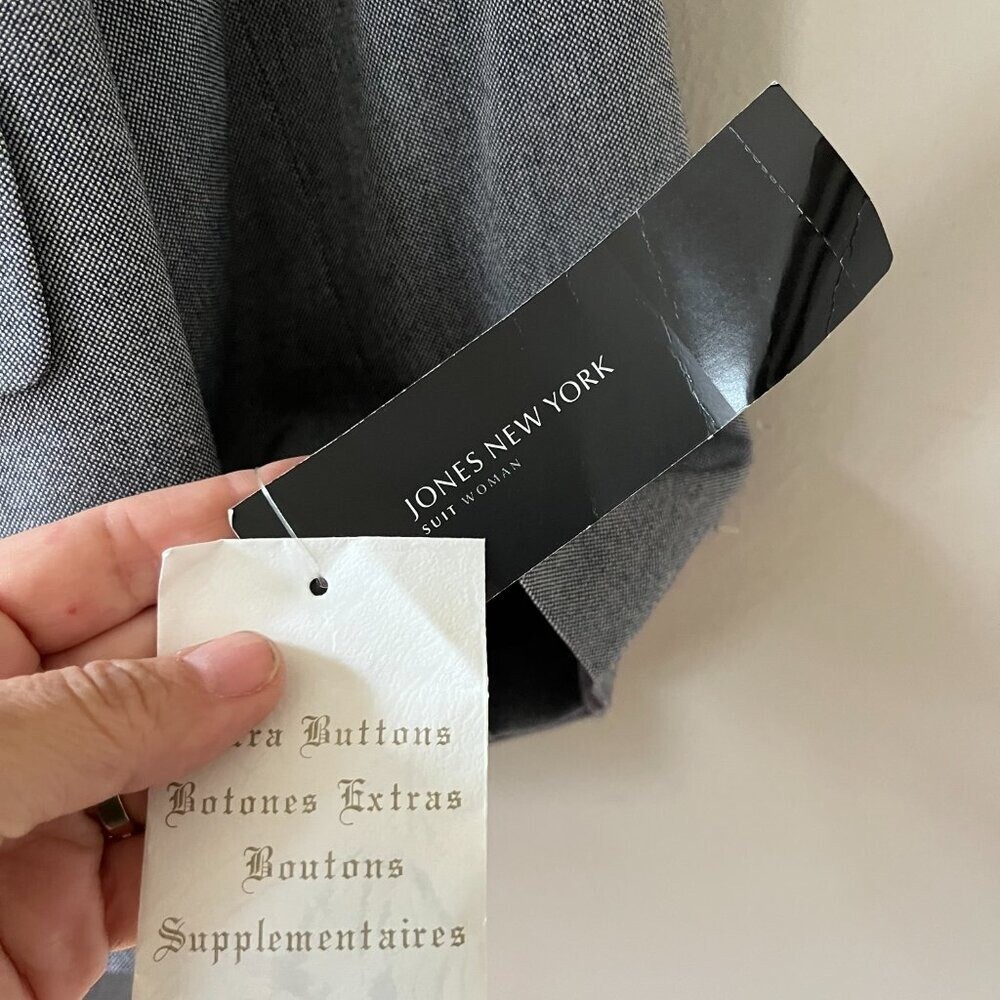 JONES NEW YORK
SUIT WOMAN
Buttons
Botones Extras
Boutons
Supplementaires